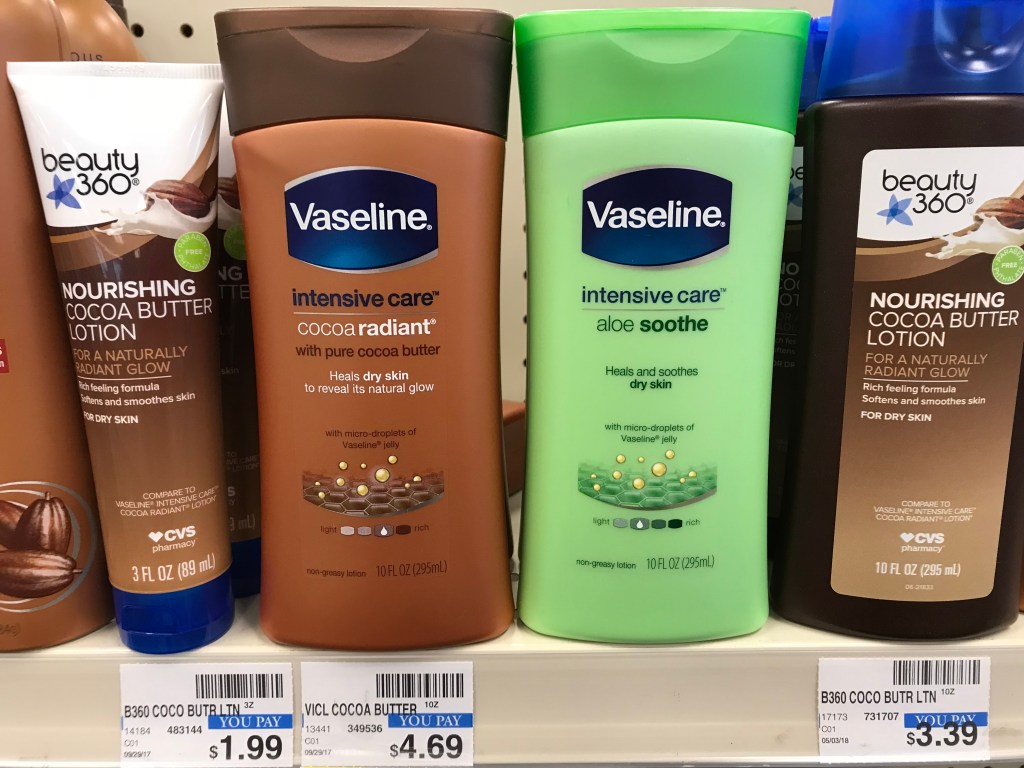 beauty
360®
FREE
NOURISHING
COCOA BUTTER
LOTION
FOR A NATURALLY
RADIANT GLOW
Rich feeling formula
Softens and smoothes skin
FOR DRY SKIN
COMPARE TO
VASELINE® INTENSIVE CARE™
COCOA RADIANT® LOTION*
CVS
pharmacy
3 FL OZ (89 mL)
Vaseline®
intensive care™
cocoa radiant®
with pure cocoa butter
Heals dry skin
to reveal its natural glow
with micro-droplets of
Vaseline® jelly
light rich
non-greasy lotion 10 FL OZ (295mL)
Vaseline®
intensive care™
aloe soothe
Heals and soothes
dry skin
with micro-droplets of
Vaseline® jelly
light rich
non-greasy lotion 10 FL OZ (295mL)
beauty
360®
FREE
NOURISHING
COCOA BUTTER
LOTION
FOR A NATURALLY
RADIANT GLOW
Rich feeling formula
Softens and smoothes skin
FOR DRY SKIN
COMPARE TO
VASELINE® INTENSIVE CARE™
COCOA RADIANT® LOTION*
CVS
pharmacy
10 FL OZ (295 mL)
B360 COCO BUTR LTN 3Z
YOU PAY
14184 483144
C01
09/29/17
$1.99
VICL COCOA BUTTER 10Z
YOU PAY
13441 349536
C01
09/29/17
$4.69
B360 COCO BUTR LTN 10Z
YOU PAY
17173 731707
C01
05/03/18
$3.39